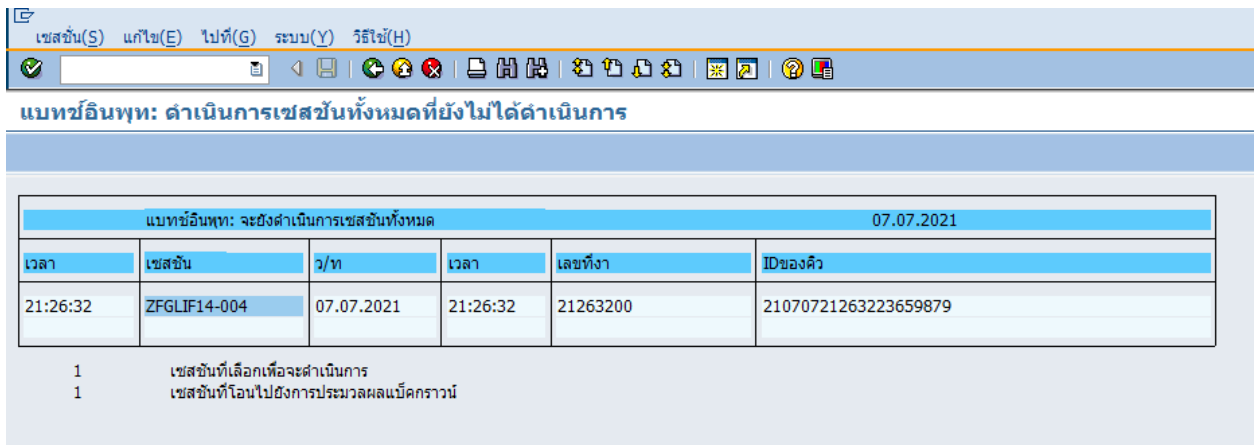 เซสชั่น(S) แก้ไข(E) ไปที่(G) ระบบ(Y) วิธีใช้(H)
แบทช์อินพุท: ดำเนินการเซสชันทั้งหมดที่ยังไม่ได้ดำเนินการ
แบทช์อินพุท: จะยังดำเนินการเซสชันทั้งหมด 07.07.2021
เวลา เซสชัน ว/ท เวลา เลขที่งา IDของคิว
21:26:32 ZFGLIF14-004 07.07.2021 21:26:32 21263200 21070721263223659879
1 เซสชันที่เลือกเพื่อจะดำเนินการ
1 เซสชันที่โอนไปยังการประมวลผลแบ็คกราวน์